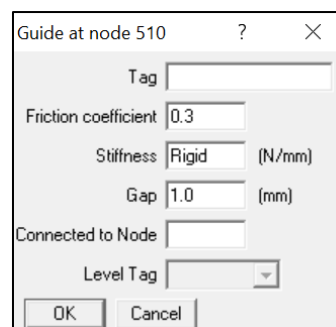 Guide at node 510 ? ×
Tag
Friction coefficient 0.3
Stiffness Rigid (N/mm)
Gap 1.0 (mm)
Connected to Node
Level Tag
OK Cancel